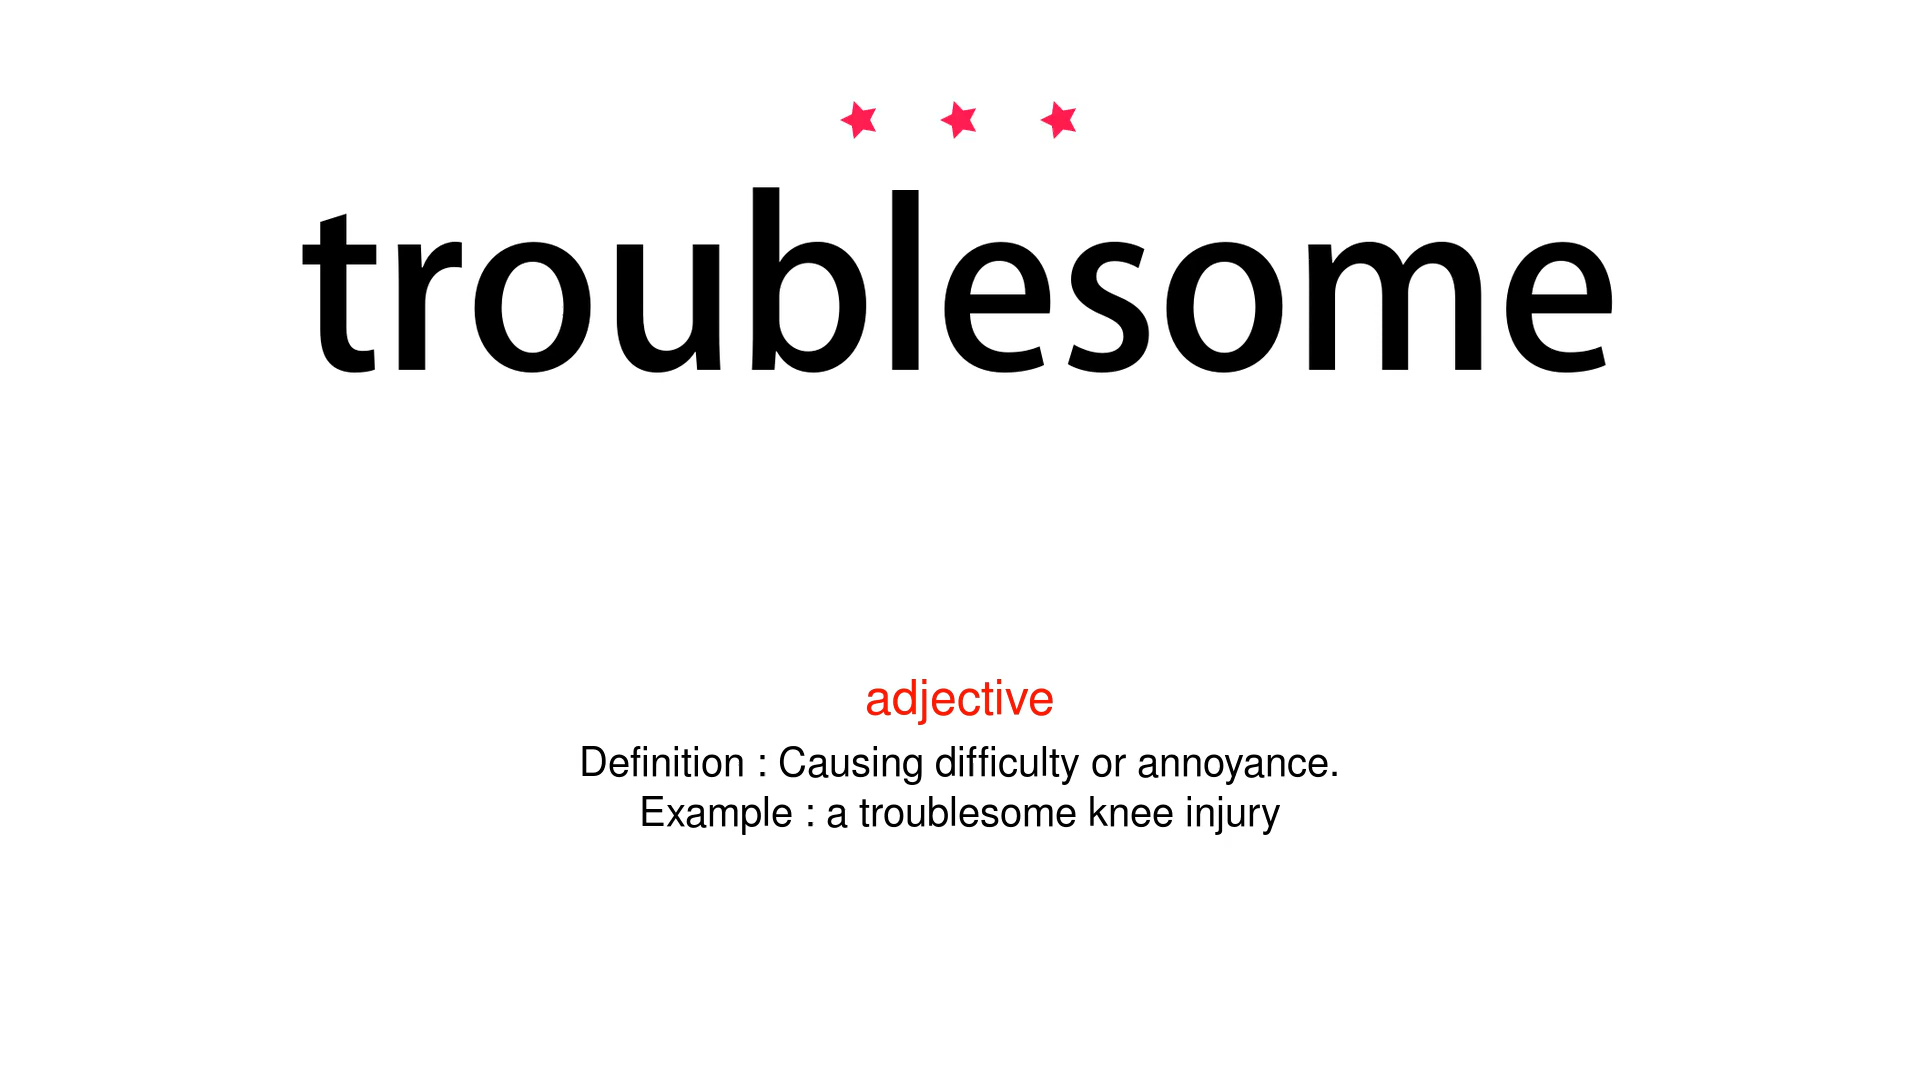 troublesome
adjective
Definition : Causing difficulty or annoyance.
Example : a troublesome knee injury